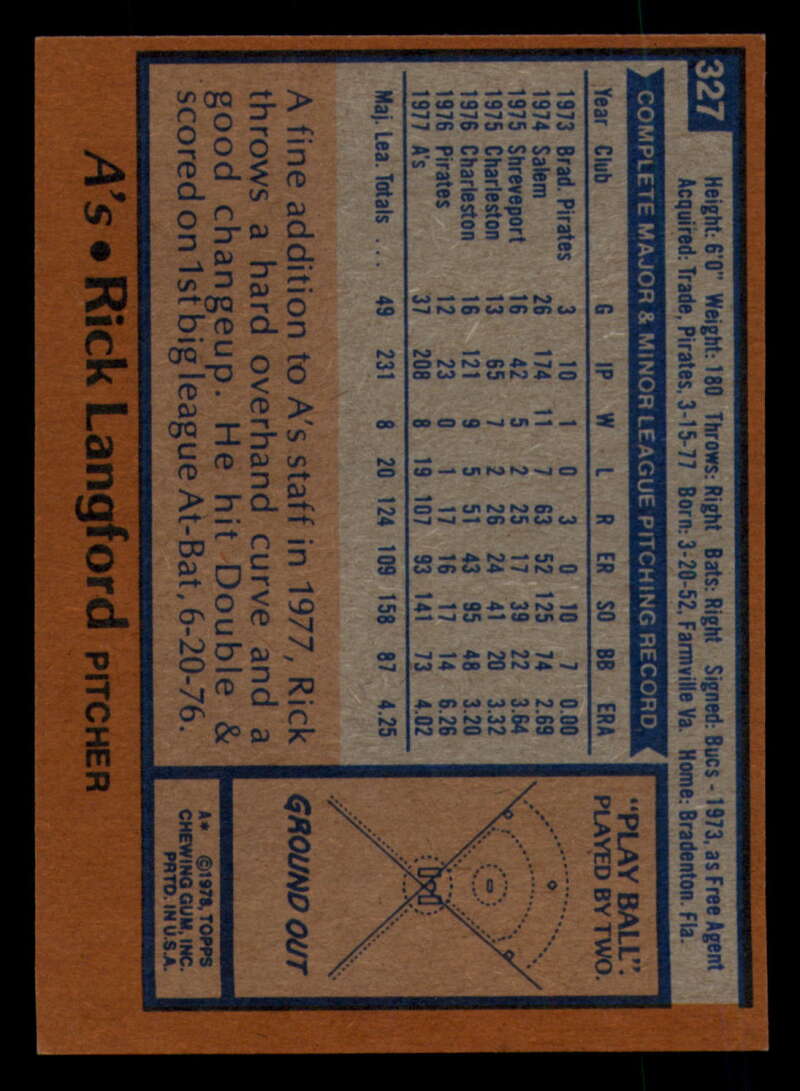 327
Height: 6'0" Weight: 180 Throws: Right Bats: Right Signed: Bucs - 1973, as Free Agent
Acquired: Trade, Pirates, 3-15-77 Born: 3-20-52, Farmville Va. Home: Bradenton, Fla.
COMPLETE MAJOR & MINOR LEAGUE PITCHING RECORD
Year Club G IP W L R ER SO BB ERA
1973 Brad. Pirates 3 10 1 0 3 0 10 7 0.00
1974 Salem 26 174 11 7 63 52 125 74 2.69
1975 Shreveport 16 42 5 2 25 17 39 22 3.64
1975 Charleston 13 65 7 2 26 24 41 20 3.32
1976 Charleston 16 121 9 5 51 43 95 48 3.20
1976 Pirates 12 23 0 1 17 16 17 14 6.26
1977 A's 37 208 8 19 107 93 141 73 4.02
Maj. Lea. Totals ... 49 231 8 20 124 109 158 87 4.25
A fine addition to A's staff in 1977, Rick
throws a hard overhand curve and a
good changeup. He hit Double &
scored on 1st big league At-Bat, 6-20-76.
"PLAY BALL":
PLAYED BY TWO.
GROUND OUT
A* ©1978, TOPPS
CHEWING GUM, INC.
PRTD. IN U.S.A.
A's • Rick Langford PITCHER